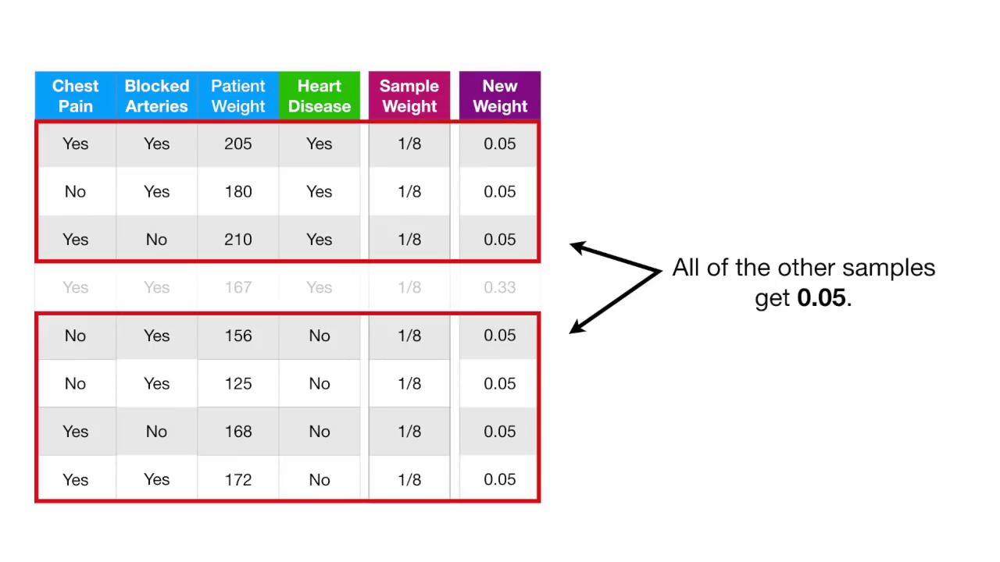 Chest Pain Blocked Arteries Patient Weight Heart Disease Sample Weight New Weight
Yes Yes 205 Yes 1/8 0.05
No Yes 180 Yes 1/8 0.05
Yes No 210 Yes 1/8 0.05
Yes Yes 167 Yes 1/8 0.33
No Yes 156 No 1/8 0.05
No Yes 125 No 1/8 0.05
Yes No 168 No 1/8 0.05
Yes Yes 172 No 1/8 0.05
All of the other samples
get 0.05.